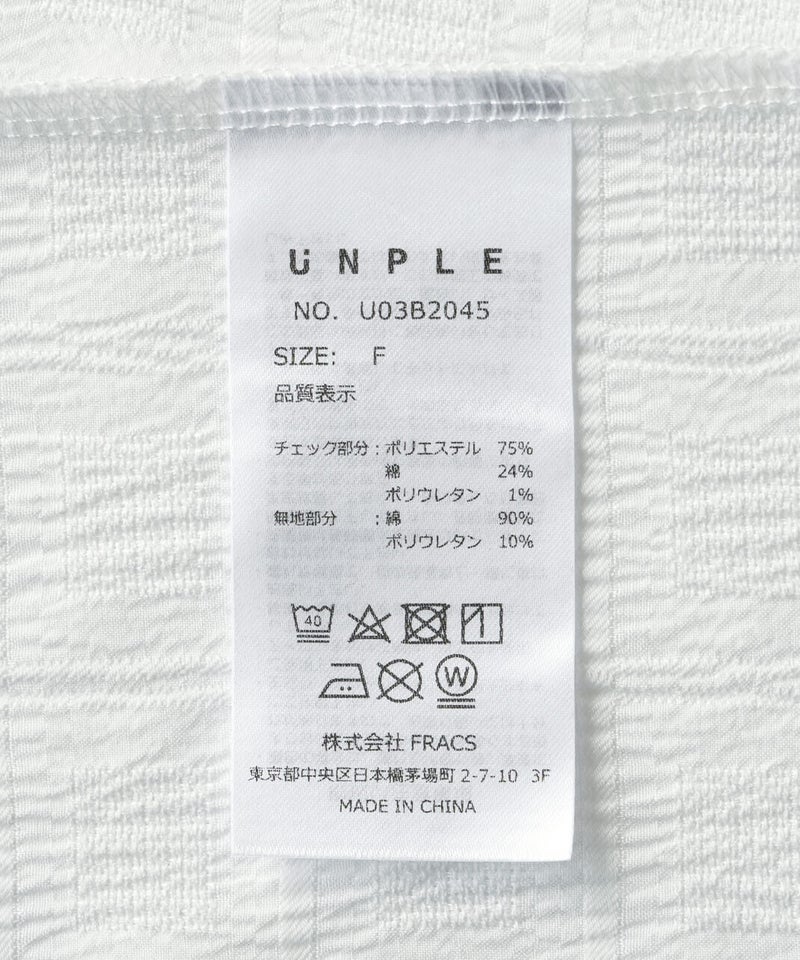 UNPLE
NO. U03B2045
SIZE: F
品質表示
チェック部分：ポリエステル 75%
綿 24%
ポリウレタン 1%
無地部分 ：綿 90%
ポリウレタン 10%
40
W
株式会社 FRACS
東京都中央区日本橋茅場町 2-7-10 3F
MADE IN CHINA